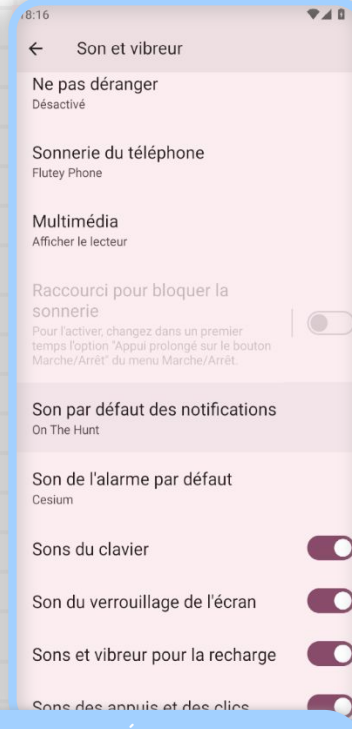 18:16
Son et vibreur
Ne pas déranger
Désactivé
Sonnerie du téléphone
Flutey Phone
Multimédia
Afficher le lecteur
Raccourci pour bloquer la
sonnerie
Pour l'activer, changez dans un premier
temps l'option "Appui prolongé sur le bouton
Marche/Arrêt" du menu Marche/Arrêt.
Son par défaut des notifications
On The Hunt
Son de l'alarme par défaut
Cesium
Sons du clavier
Son du verrouillage de l'écran
Sons et vibreur pour la recharge
Sons des appuis et des clics